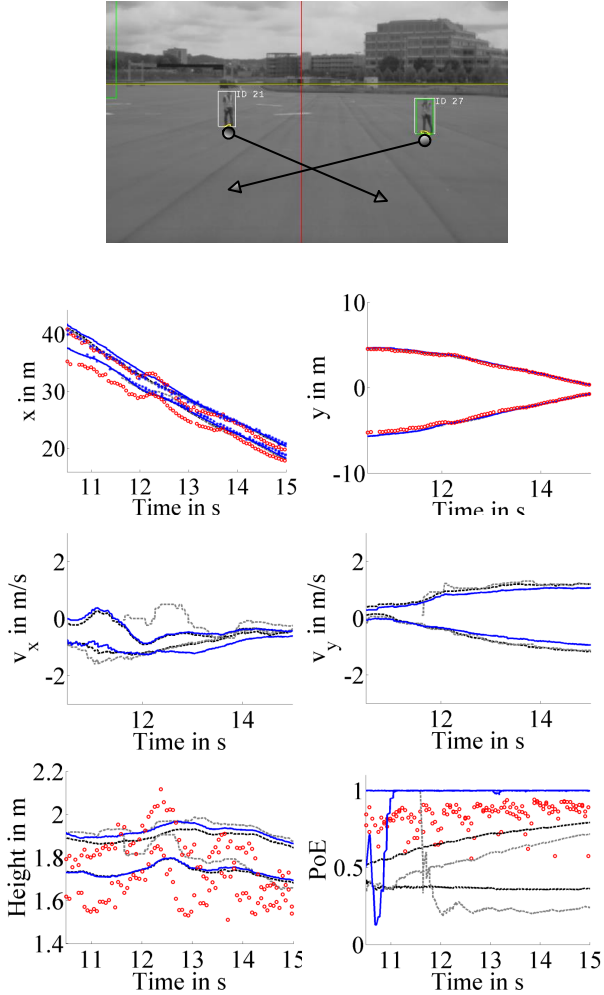 ID 21
ID 27
x in m
40
30
20
11 12 13 14 15
Time in s
y in m
10
0
-10
12 14
Time in s
v_x in m/s
2
0
-2
12 14
Time in s
v_y in m/s
2
0
-2
12 14
Time in s
Height in m
2.2
2
1.8
1.6
1.4
11 12 13 14 15
Time in s
PoE
1
0.5
0
11 12 13 14 15
Time in s